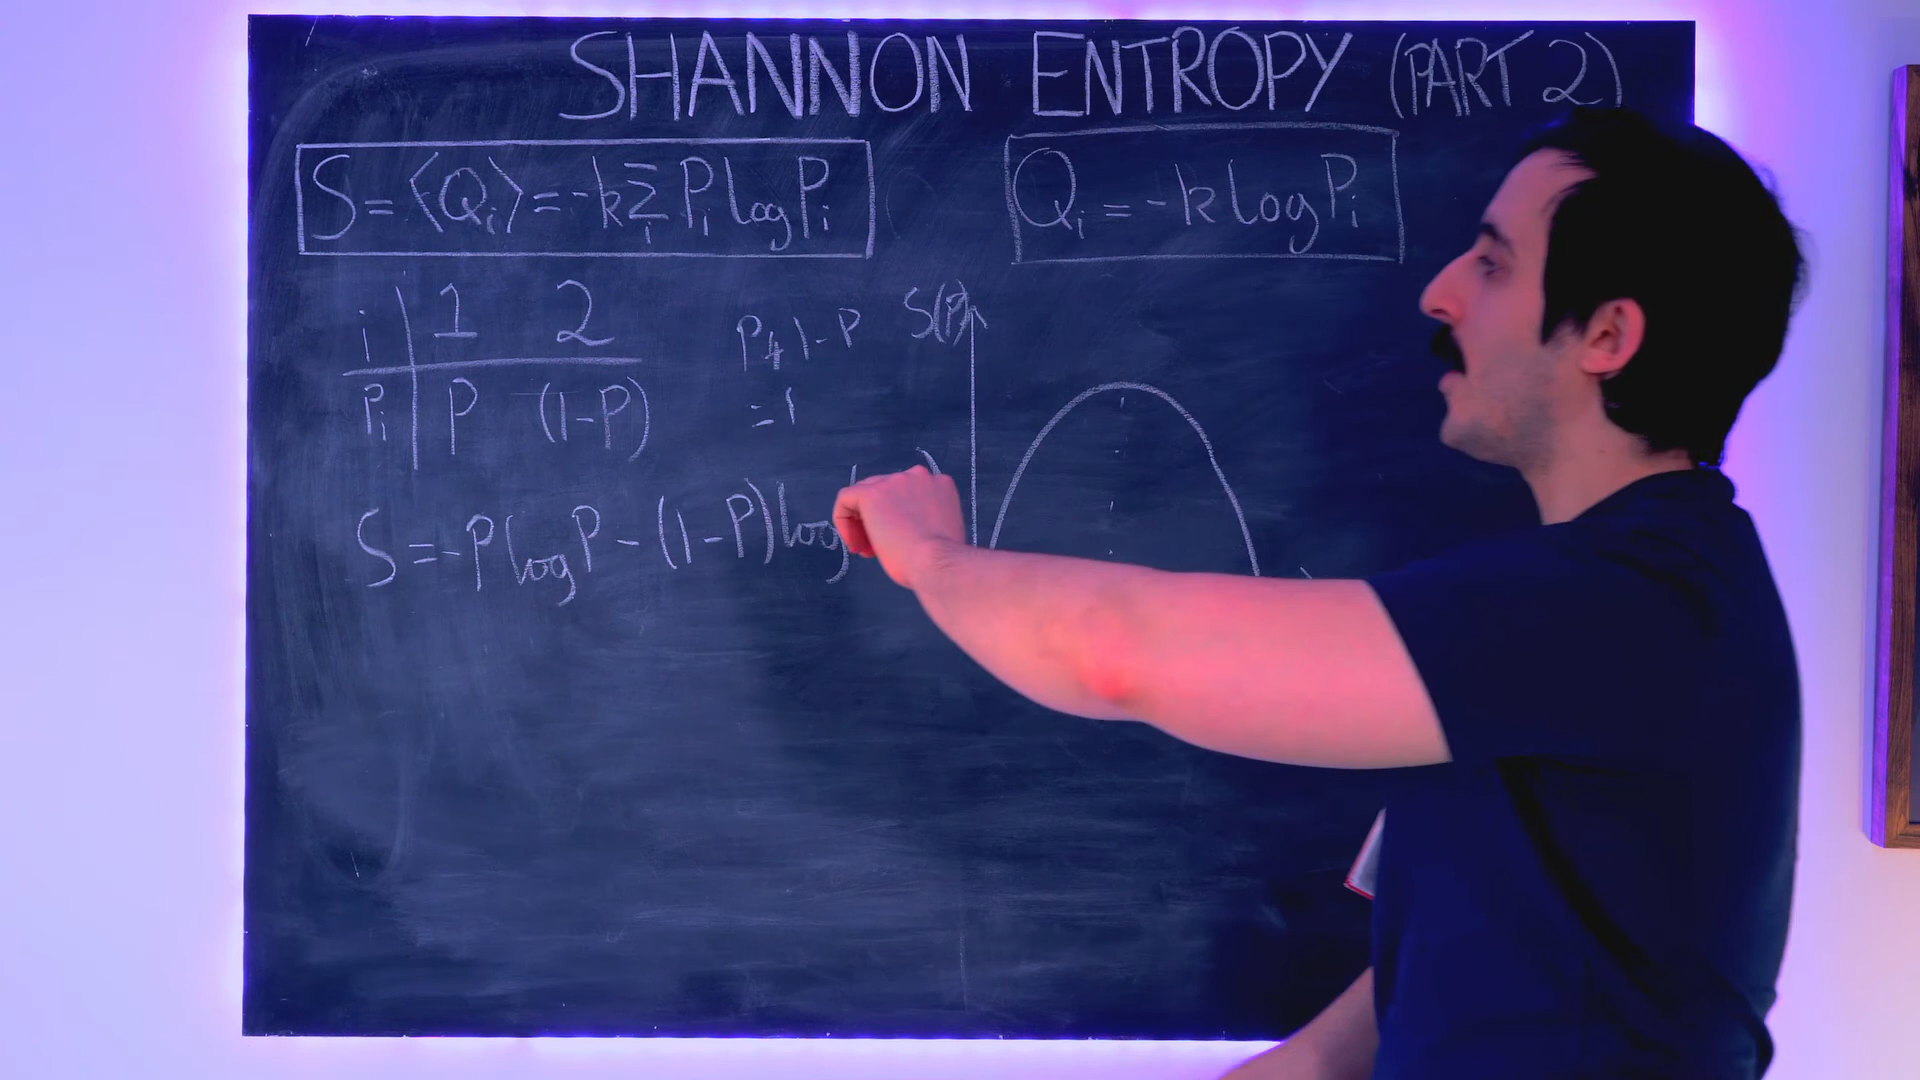 SHANNON ENTROPY (PART 2)
S = ⟨Qᵢ⟩ = -k Σᵢ Pᵢ log Pᵢ
Qᵢ = -k log Pᵢ
i 1 2
Pᵢ P (1-P)
P + 1-P
= 1
S(P)
S = -P log P - (1-P) log